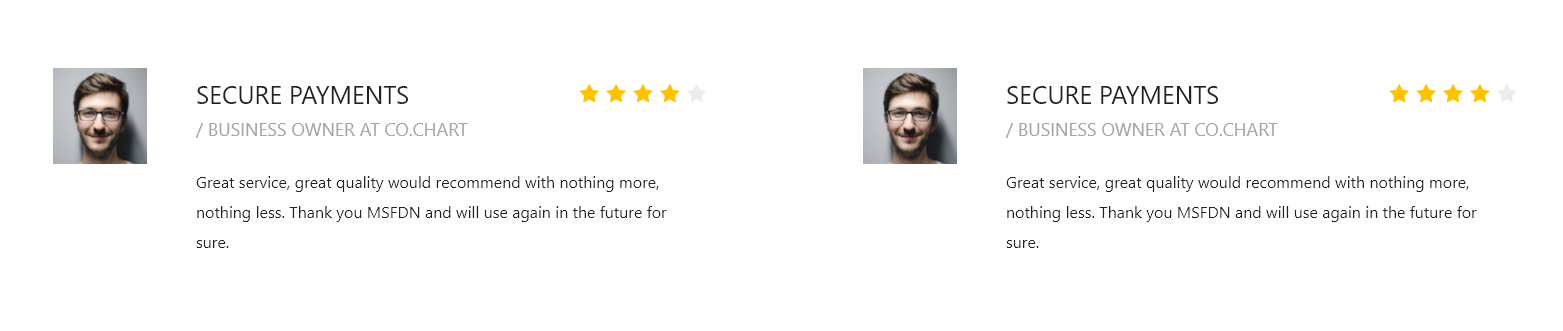 SECURE PAYMENTS
/ BUSINESS OWNER AT CO.CHART
Great service, great quality would recommend with nothing more,
nothing less. Thank you MSFDN and will use again in the future for
sure.
SECURE PAYMENTS
/ BUSINESS OWNER AT CO.CHART
Great service, great quality would recommend with nothing more,
nothing less. Thank you MSFDN and will use again in the future for
sure.